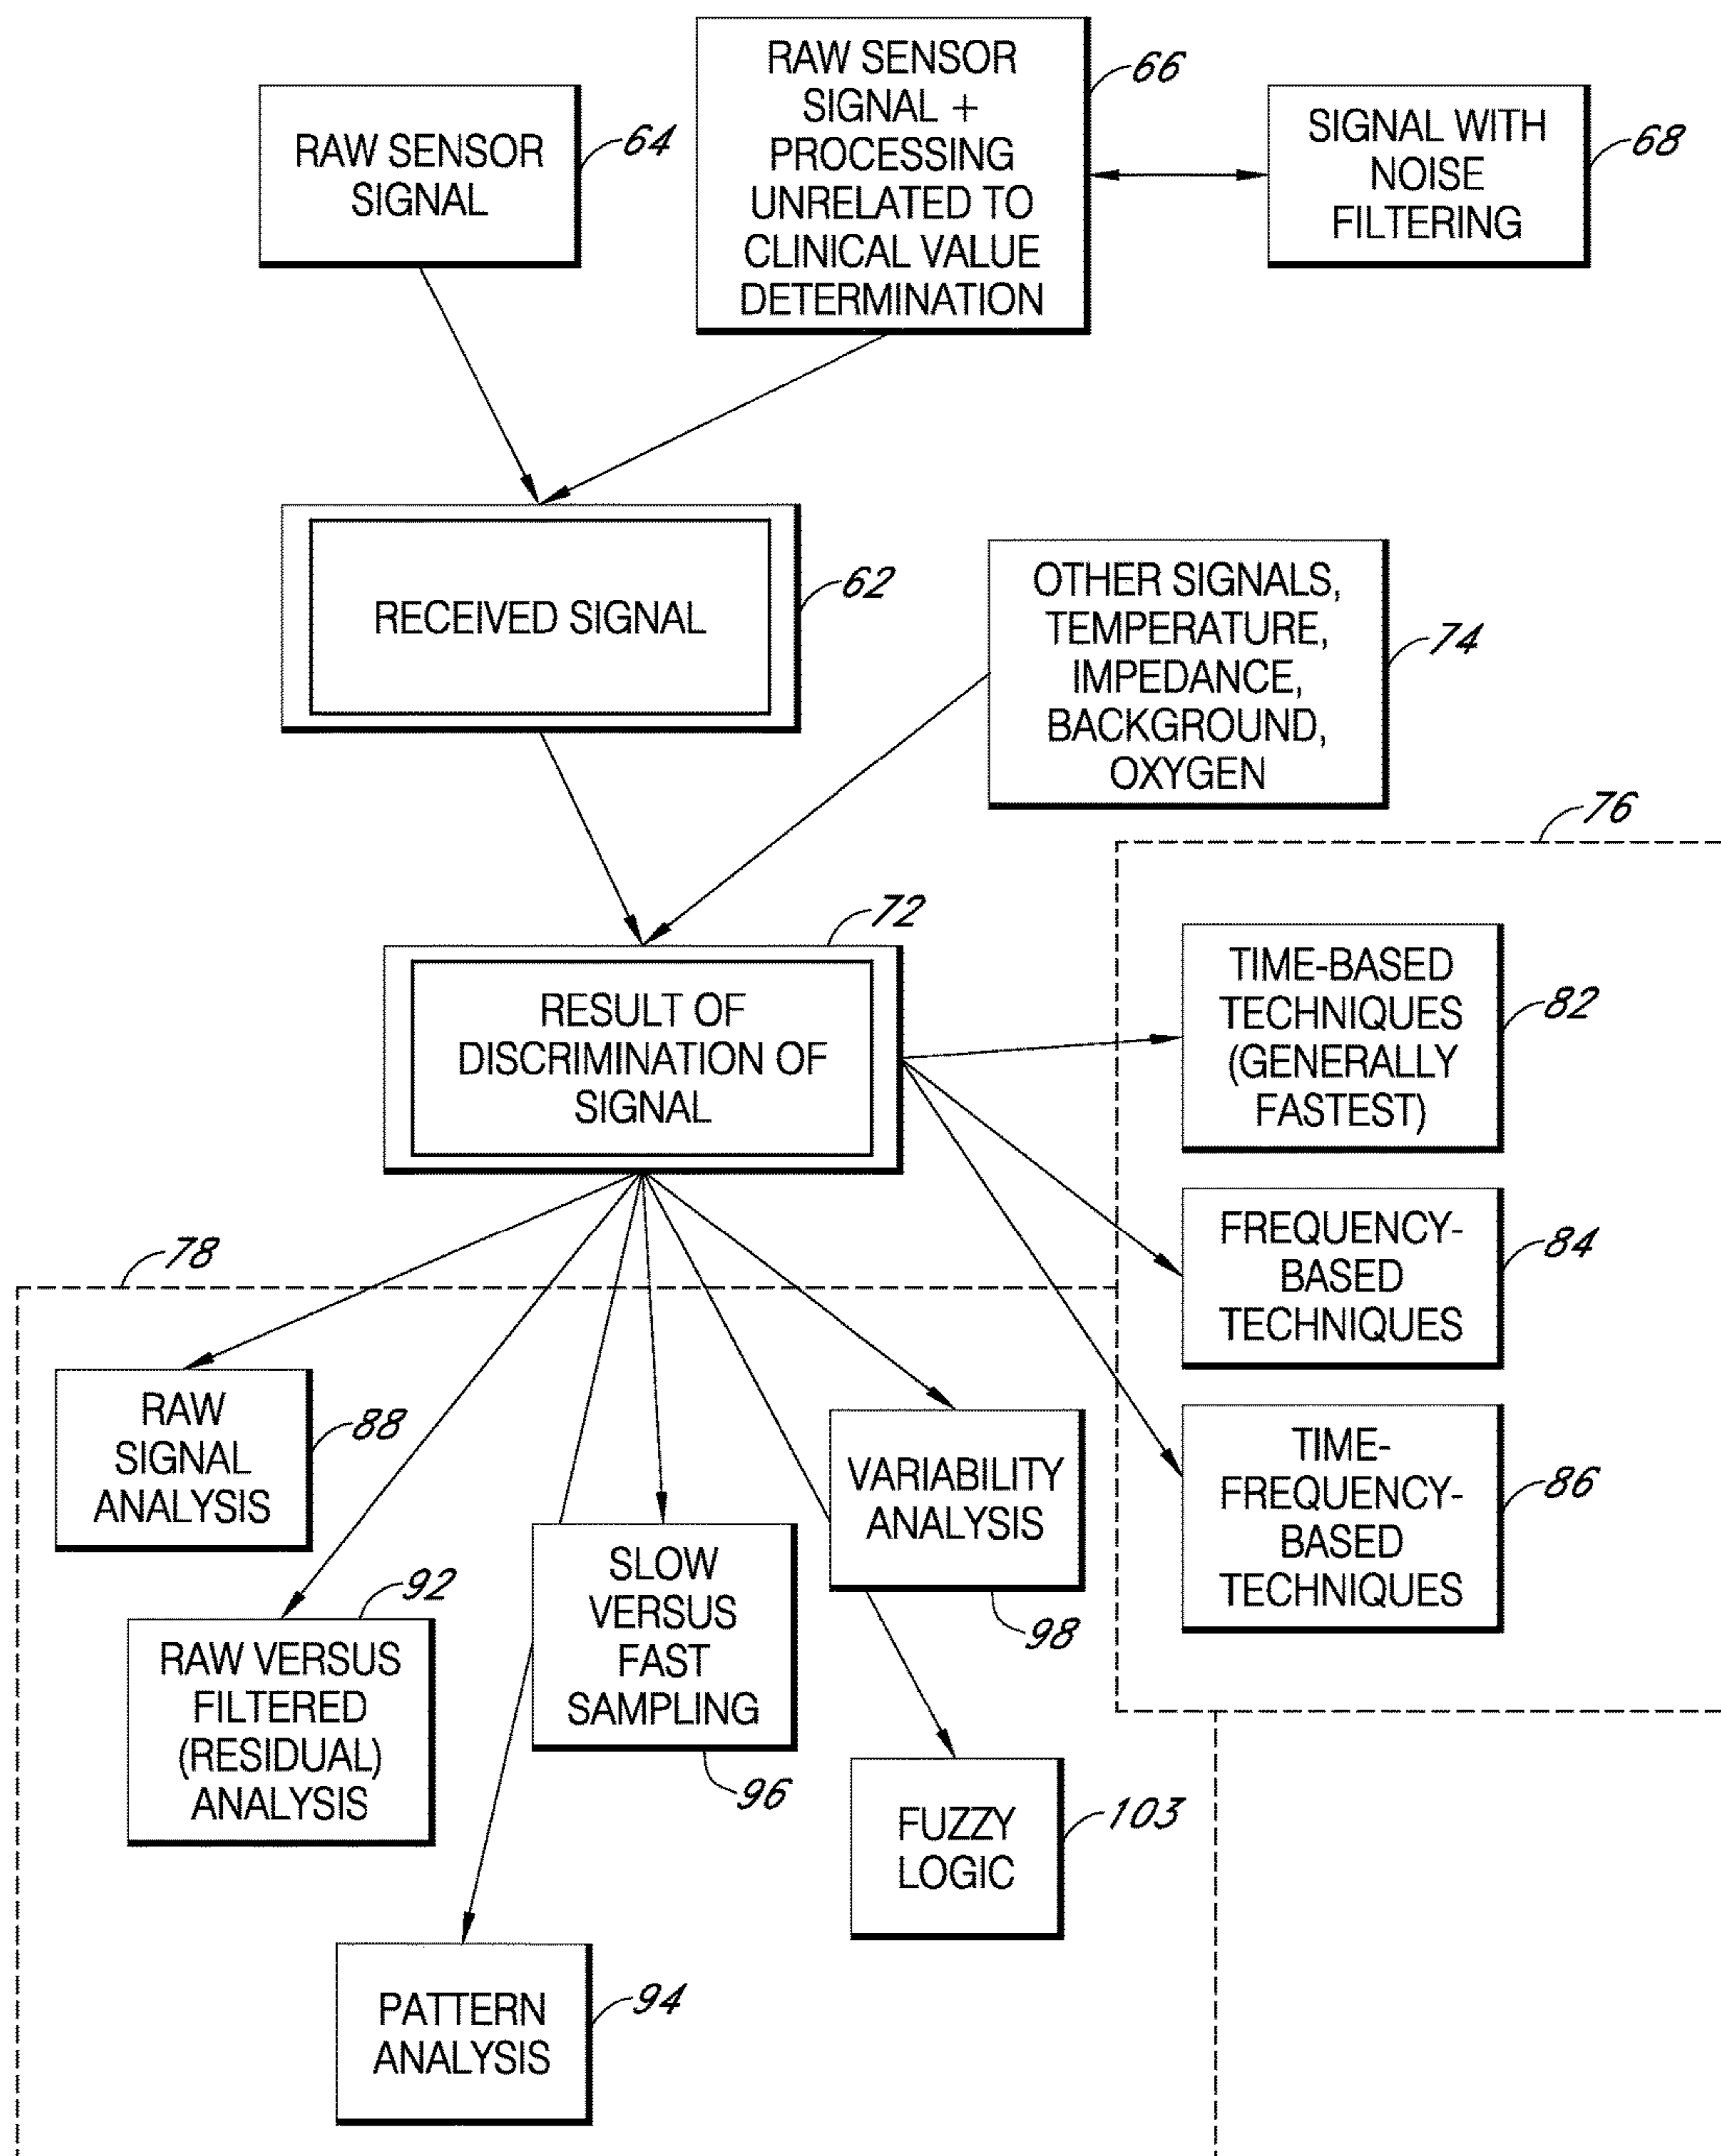 RAW SENSOR
SIGNAL
64
RAW SENSOR
SIGNAL +
PROCESSING
UNRELATED TO
CLINICAL VALUE
DETERMINATION
66
SIGNAL WITH
NOISE
FILTERING
68
RECEIVED SIGNAL
62
OTHER SIGNALS,
TEMPERATURE,
IMPEDANCE,
BACKGROUND,
OXYGEN
74
76
RESULT OF
DISCRIMINATION OF
SIGNAL
72
TIME-BASED
TECHNIQUES
(GENERALLY
FASTEST)
82
FREQUENCY-
BASED
TECHNIQUES
84
TIME-
FREQUENCY-
BASED
TECHNIQUES
86
78
RAW
SIGNAL
ANALYSIS
88
RAW VERSUS
FILTERED
(RESIDUAL)
ANALYSIS
92
SLOW
VERSUS
FAST
SAMPLING
96
VARIABILITY
ANALYSIS
98
FUZZY
LOGIC
103
PATTERN
ANALYSIS
94